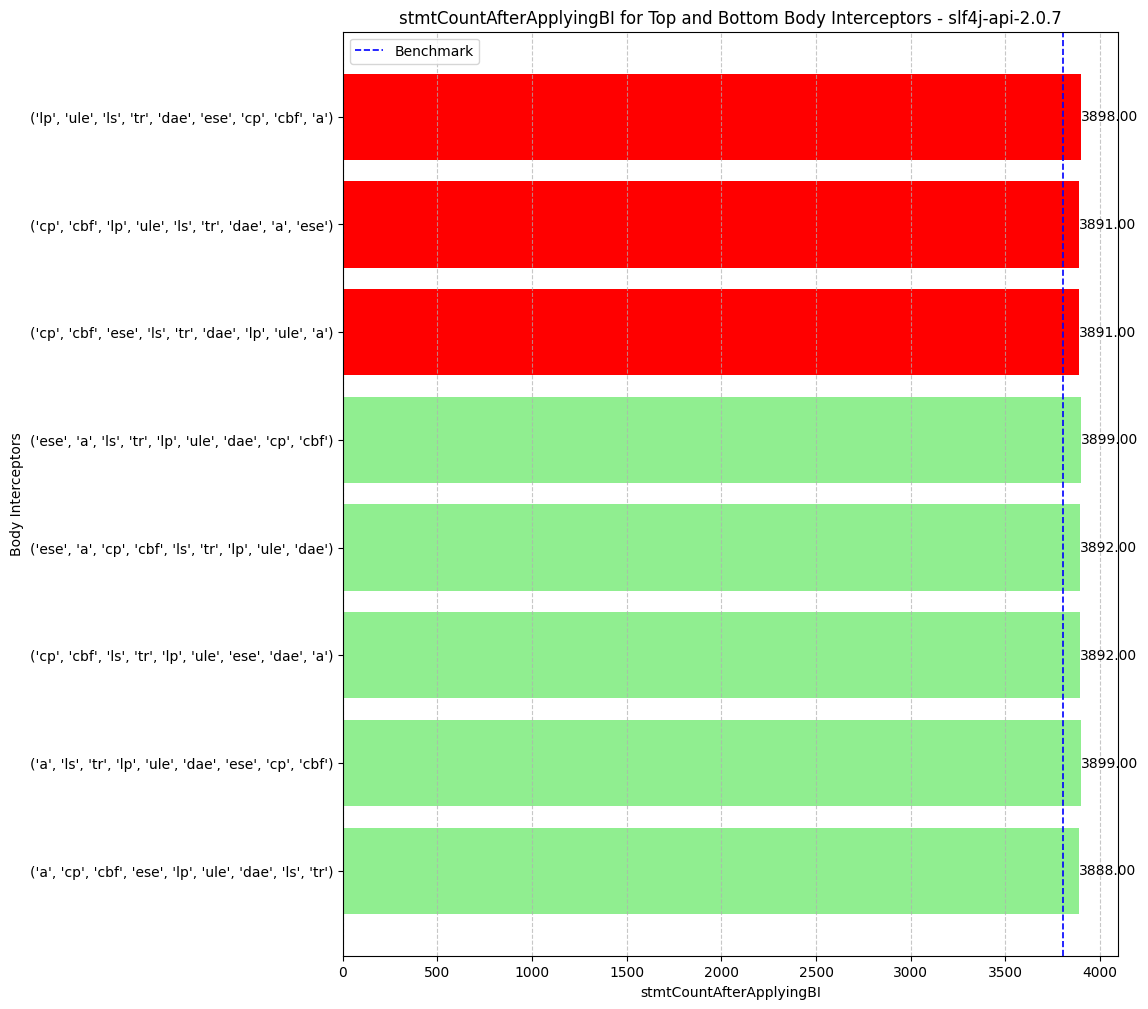 stmtCountAfterApplyingBI for Top and Bottom Body Interceptors - slf4j-api-2.0.7
Benchmark
('lp', 'ule', 'ls', 'tr', 'dae', 'ese', 'cp', 'cbf', 'a')
3898.00
('cp', 'cbf', 'lp', 'ule', 'ls', 'tr', 'dae', 'a', 'ese')
3891.00
('cp', 'cbf', 'ese', 'ls', 'tr', 'dae', 'lp', 'ule', 'a')
3891.00
('ese', 'a', 'ls', 'tr', 'lp', 'ule', 'dae', 'cp', 'cbf')
3899.00
('ese', 'a', 'cp', 'cbf', 'ls', 'tr', 'lp', 'ule', 'dae')
3892.00
('cp', 'cbf', 'ls', 'tr', 'lp', 'ule', 'ese', 'dae', 'a')
3892.00
('a', 'ls', 'tr', 'lp', 'ule', 'dae', 'ese', 'cp', 'cbf')
3899.00
('a', 'cp', 'cbf', 'ese', 'lp', 'ule', 'dae', 'ls', 'tr')
3888.00
Body Interceptors
0 500 1000 1500 2000 2500 3000 3500 4000
stmtCountAfterApplyingBI